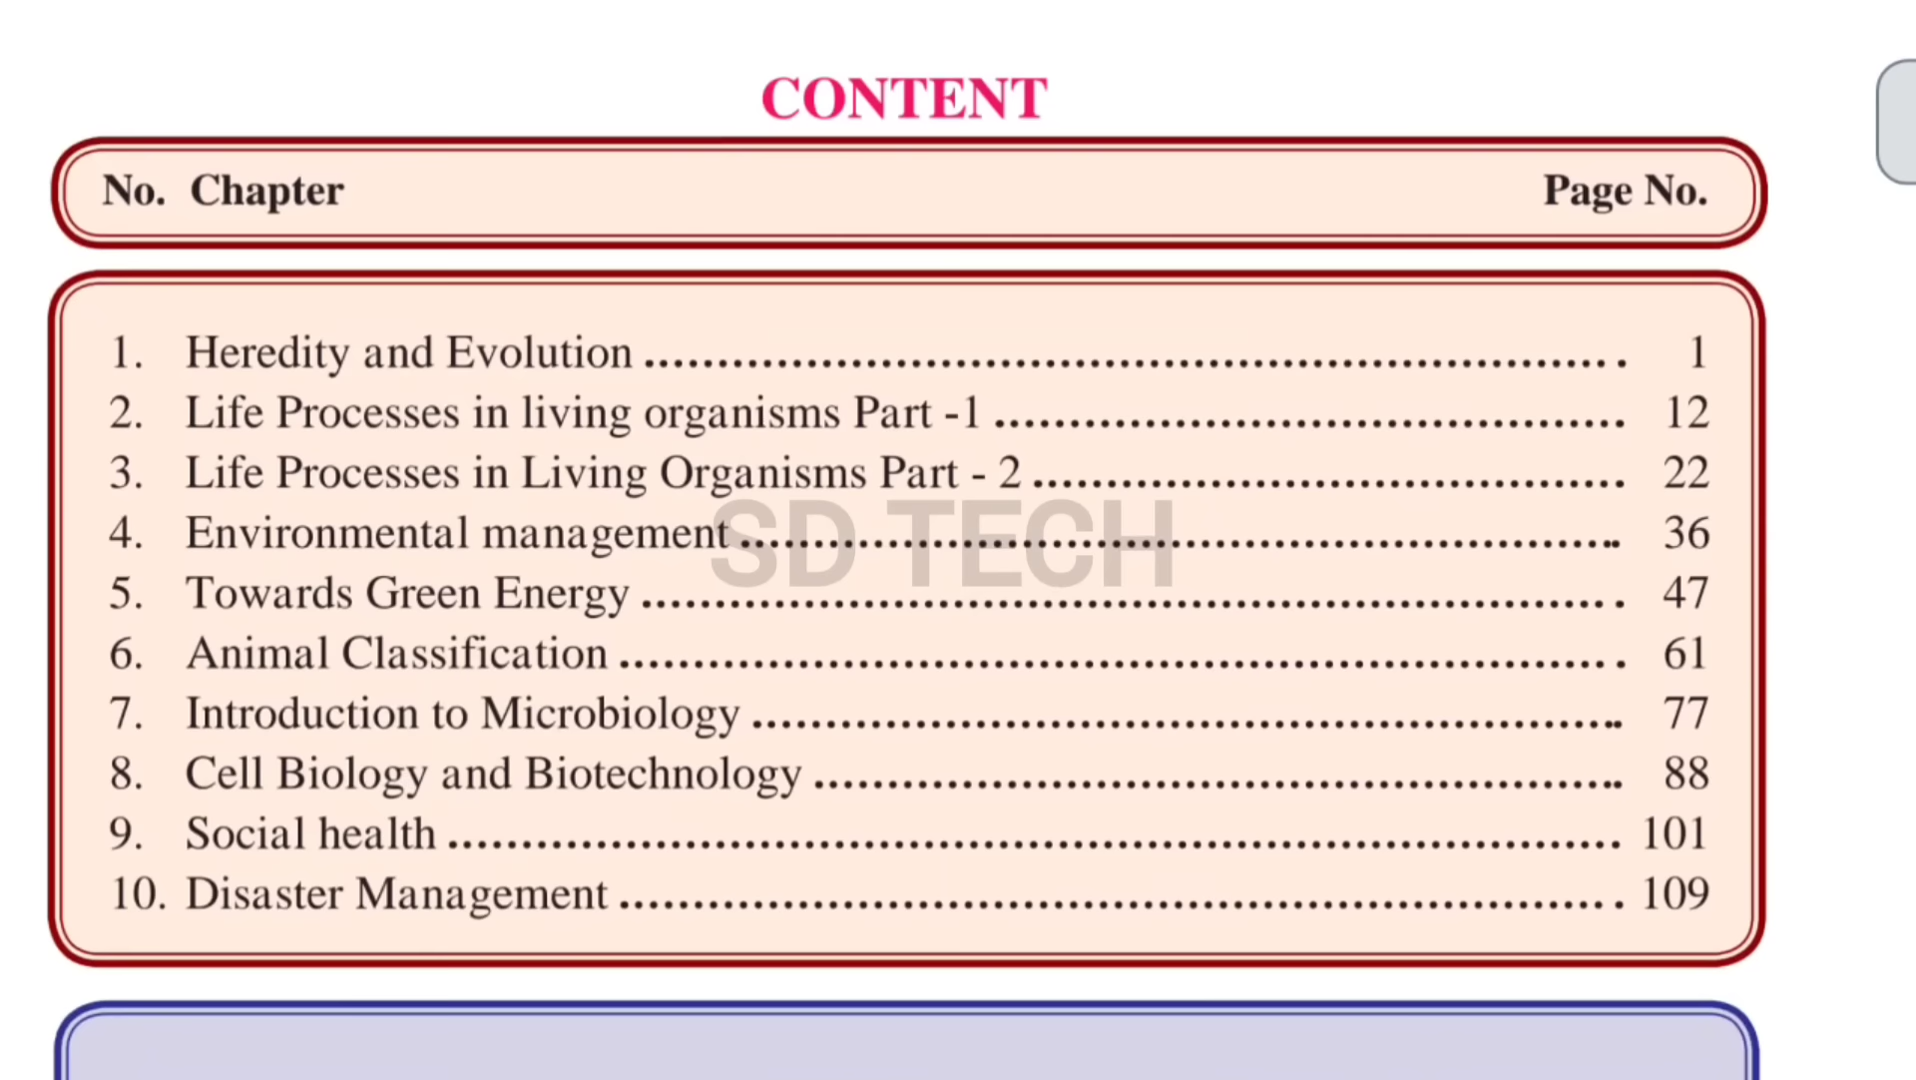 CONTENT
No. Chapter Page No.
1. Heredity and Evolution ........................................................................ 1
2. Life Processes in living organisms Part -1 ........................................... 12
3. Life Processes in Living Organisms Part - 2 ........................................ 22
4. Environmental management ............................................................ 36
5. Towards Green Energy ................................................................... 47
6. Animal Classification ..................................................................... 61
7. Introduction to Microbiology ........................................................... 77
8. Cell Biology and Biotechnology ....................................................... 88
9. Social health ................................................................................ 101
10. Disaster Management .................................................................... 109
SD TECH